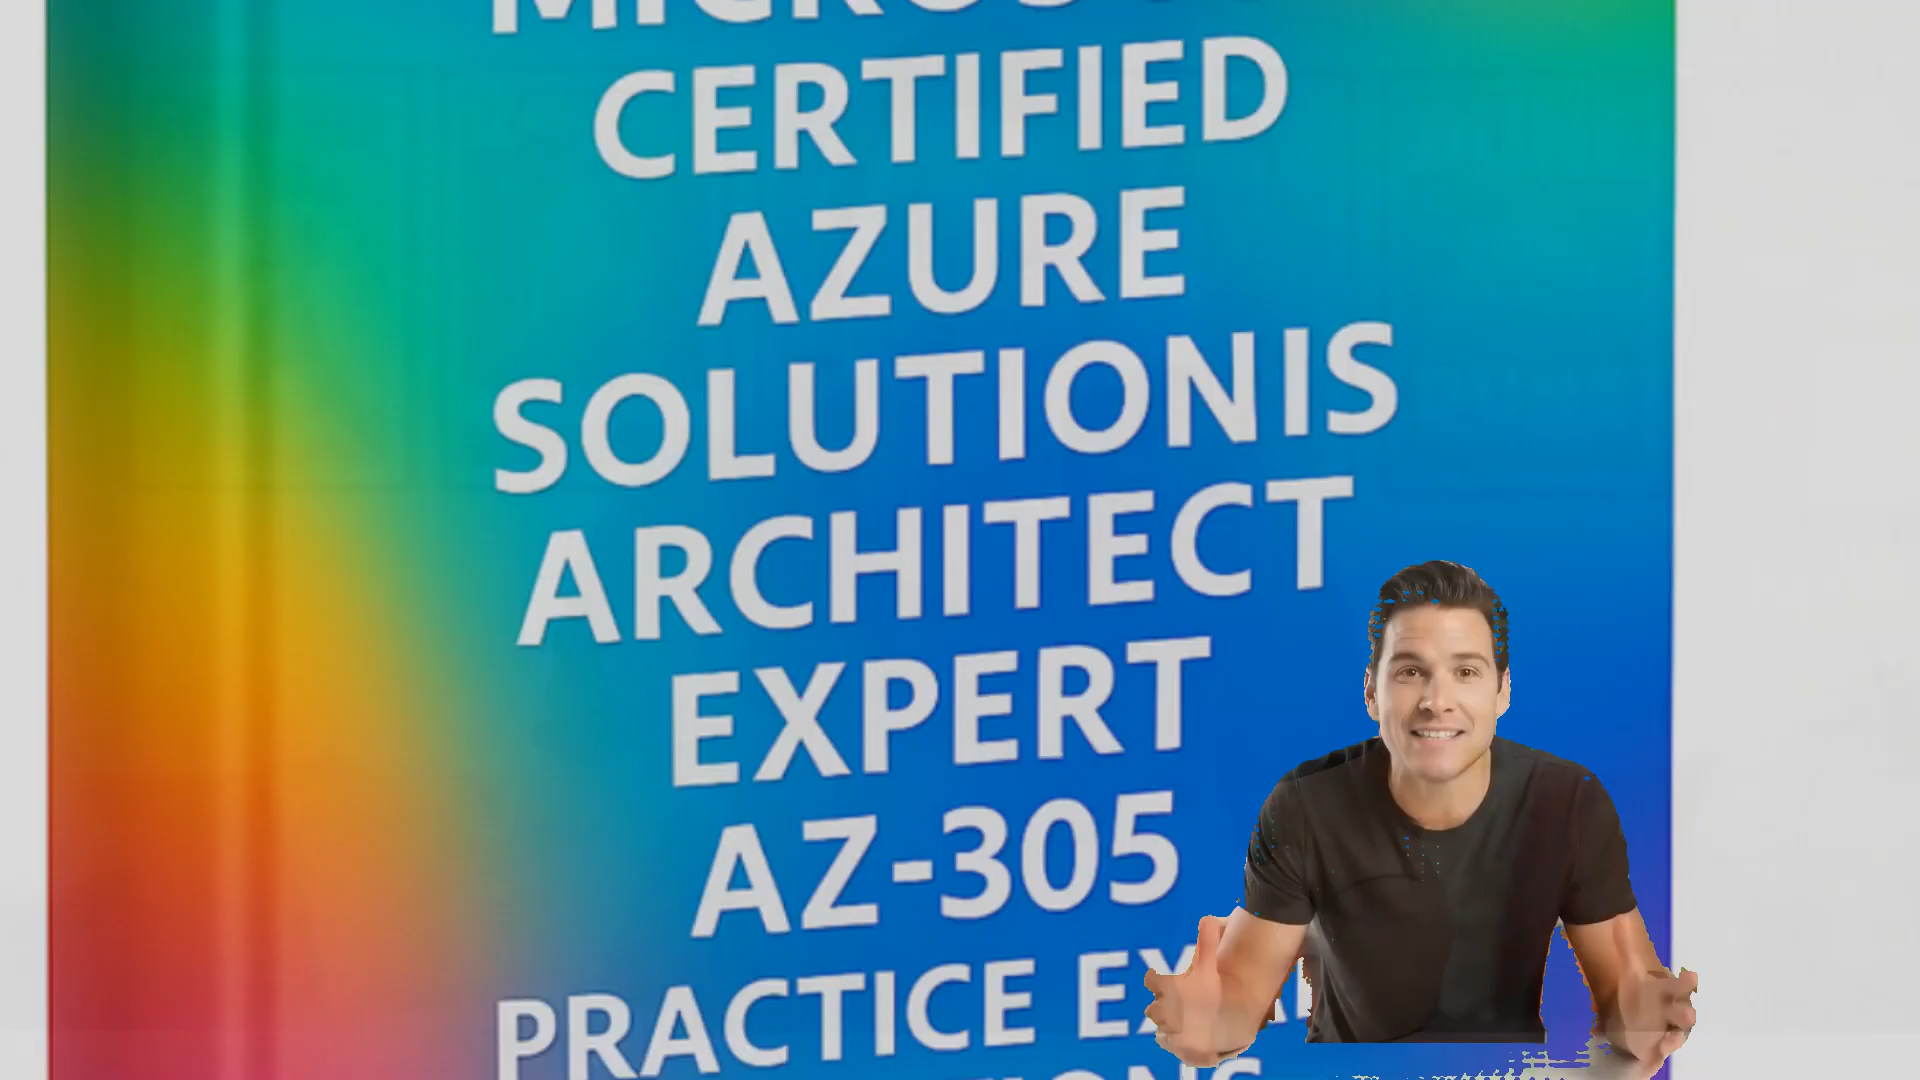 CERTIFIED
AZURE
SOLUTIONIS
ARCHITECT
EXPERT
AZ-305
PRACTICE